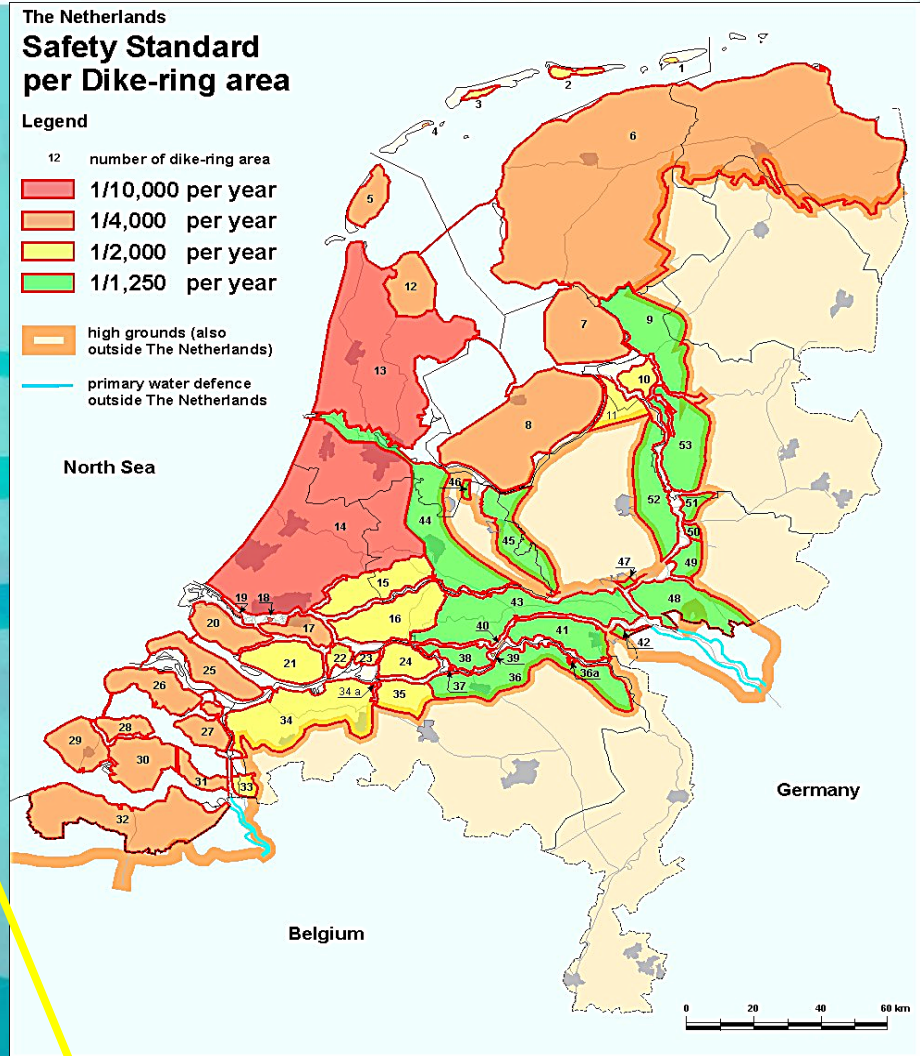 The Netherlands
Safety Standard
per Dike-ring area
Legend
12 number of dike-ring area
1/10,000 per year
1/4,000 per year
1/2,000 per year
1/1,250 per year
high grounds (also
outside The Netherlands)
primary water defence
outside The Netherlands
North Sea
Germany
Belgium
1
2
3
4
5
6
7
8
9
10
11
12
13
14
15
16
17
18
19
20
21
22
23
24
25
26
27
28
29
30
31
32
33
34
34 a
35
36
36a
37
38
39
40
41
42
43
44
45
46
47
48
49
50
51
52
53
0 20 40 60 km